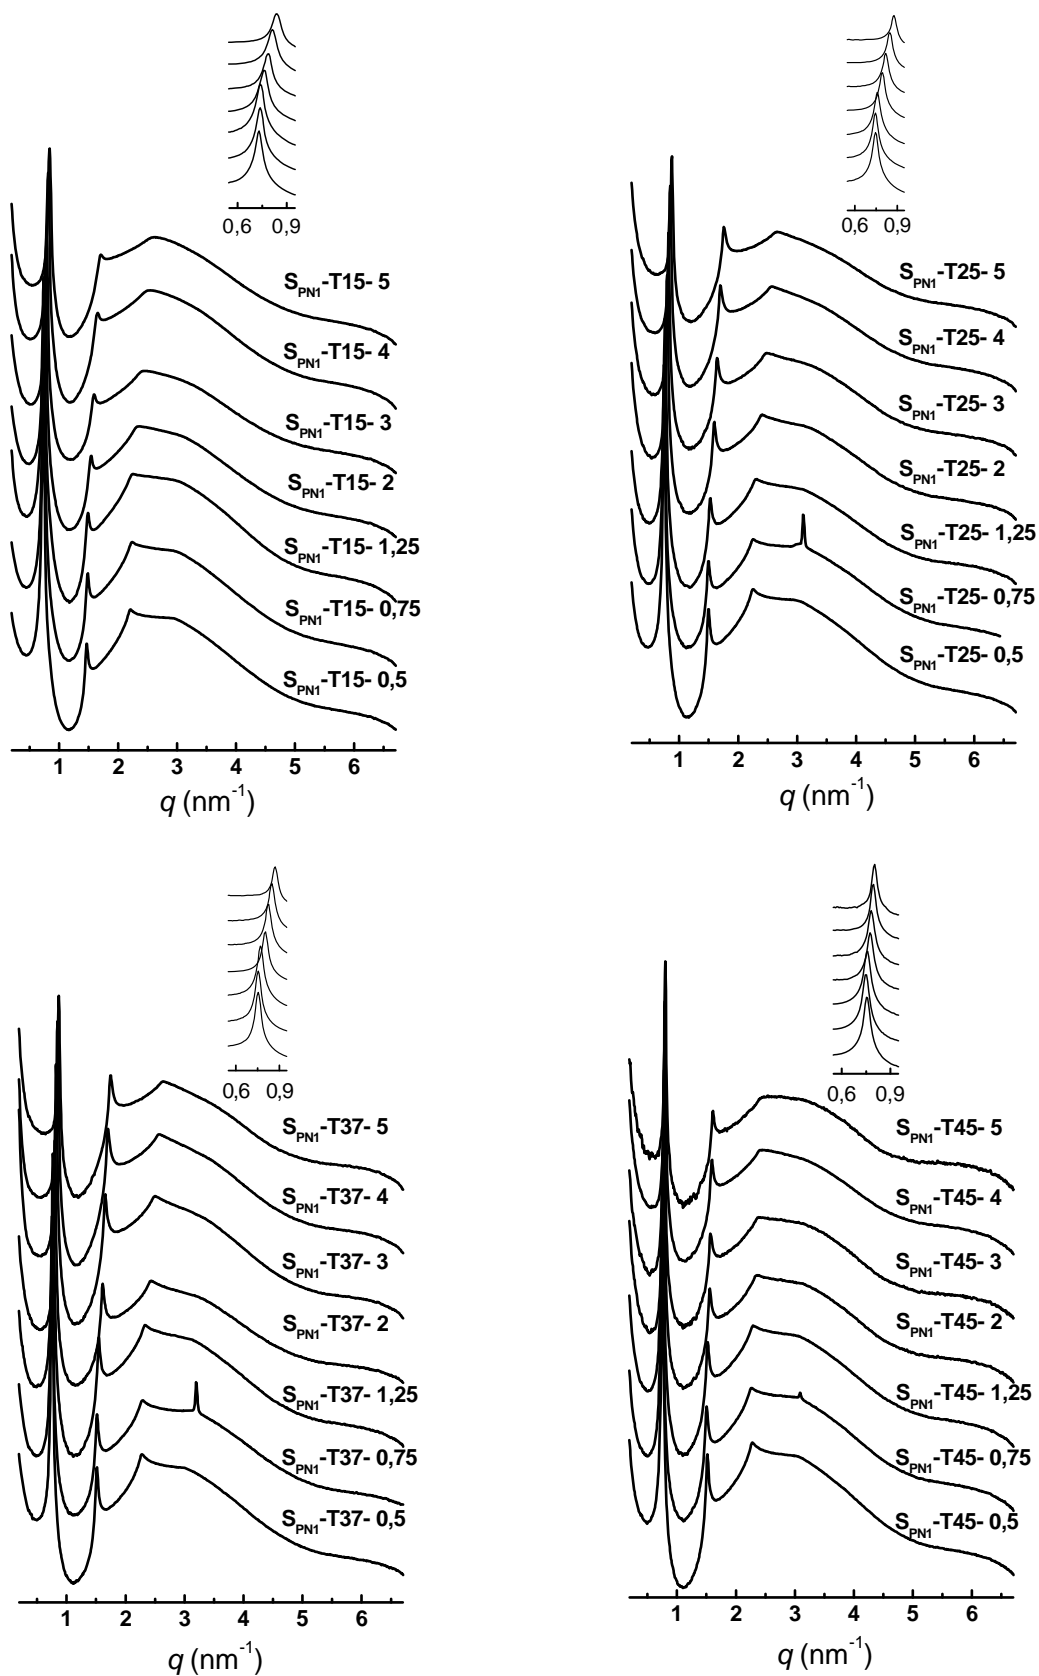 0,6 0,9
S_PN1-T15- 5
S_PN1-T15- 4
S_PN1-T15- 3
S_PN1-T15- 2
S_PN1-T15- 1,25
S_PN1-T15- 0,75
S_PN1-T15- 0,5
1 2 3 4 5 6
q (nm⁻¹)
0,6 0,9
S_PN1-T25- 5
S_PN1-T25- 4
S_PN1-T25- 3
S_PN1-T25- 2
S_PN1-T25- 1,25
S_PN1-T25- 0,75
S_PN1-T25- 0,5
1 2 3 4 5 6
q (nm⁻¹)
0,6 0,9
S_PN1-T37- 5
S_PN1-T37- 4
S_PN1-T37- 3
S_PN1-T37- 2
S_PN1-T37- 1,25
S_PN1-T37- 0,75
S_PN1-T37- 0,5
1 2 3 4 5 6
q (nm⁻¹)
0,6 0,9
S_PN1-T45- 5
S_PN1-T45- 4
S_PN1-T45- 3
S_PN1-T45- 2
S_PN1-T45- 1,25
S_PN1-T45- 0,75
S_PN1-T45- 0,5
1 2 3 4 5 6
q (nm⁻¹)